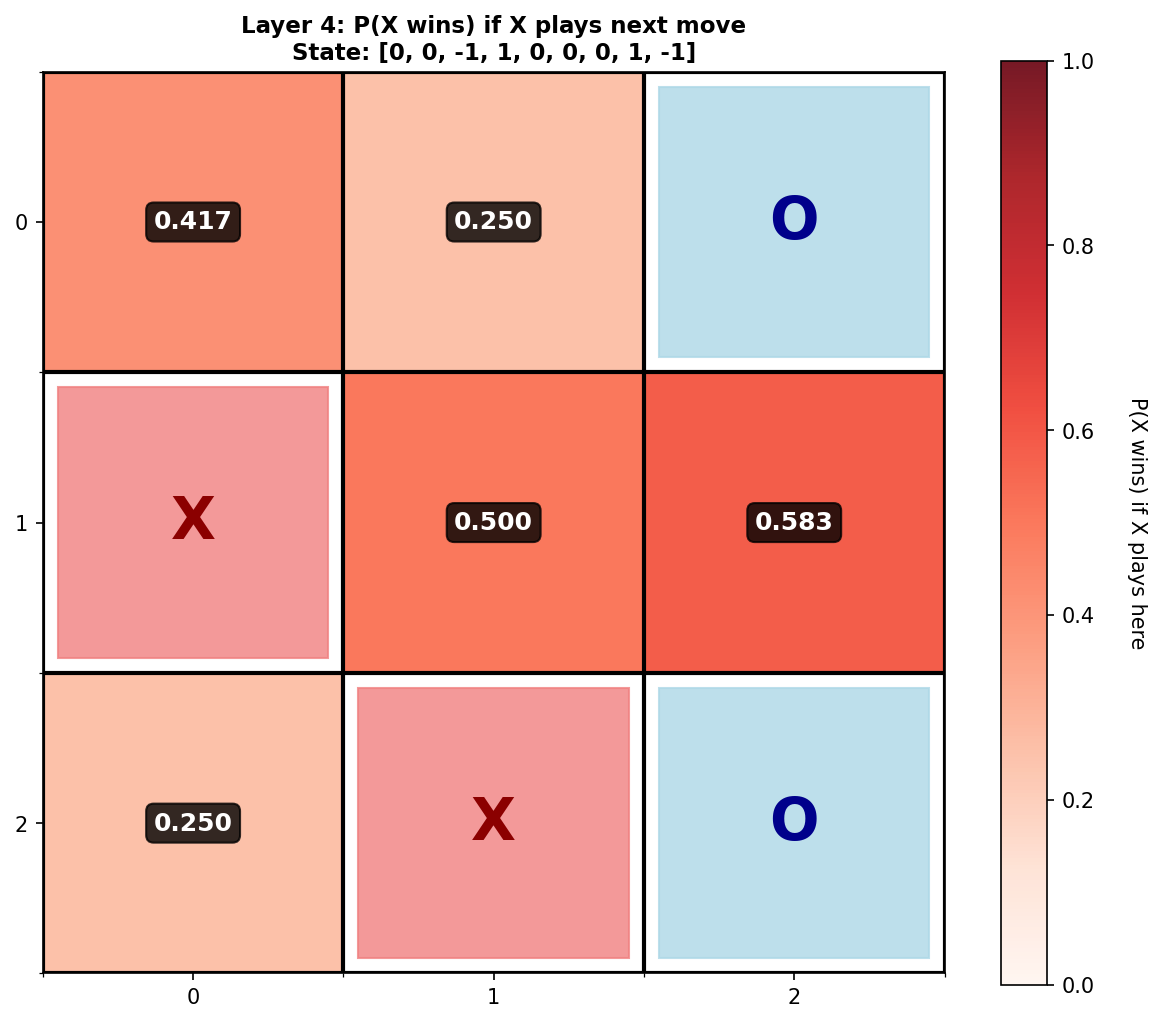 Layer 4: P(X wins) if X plays next move
State: [0, 0, -1, 1, 0, 0, 0, 1, -1]
0
0.417
0.250
O
1
X
0.500
0.583
2
0.250
X
O
0
1
2
1.0
0.8
0.6
0.4
0.2
0.0
P(X wins) if X plays here